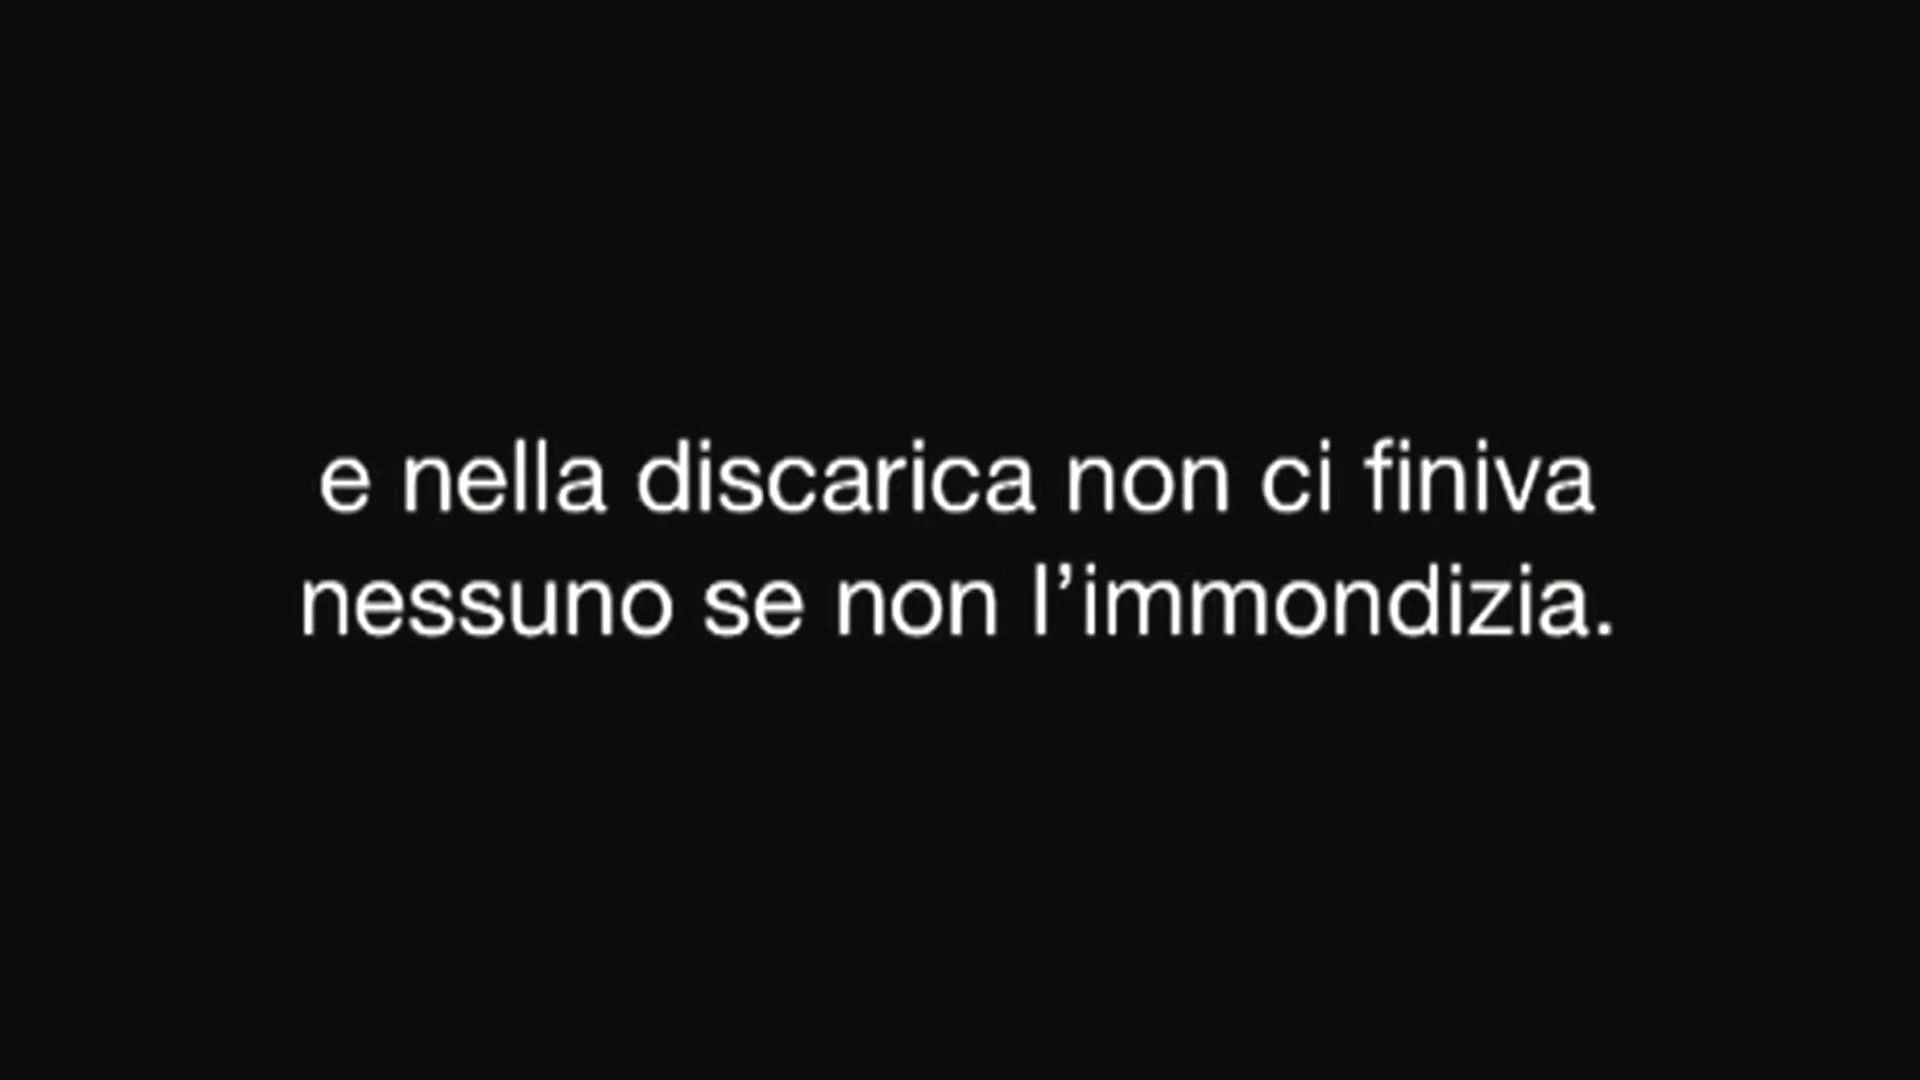 e nella discarica non ci finiva
nessuno se non l’immondizia.